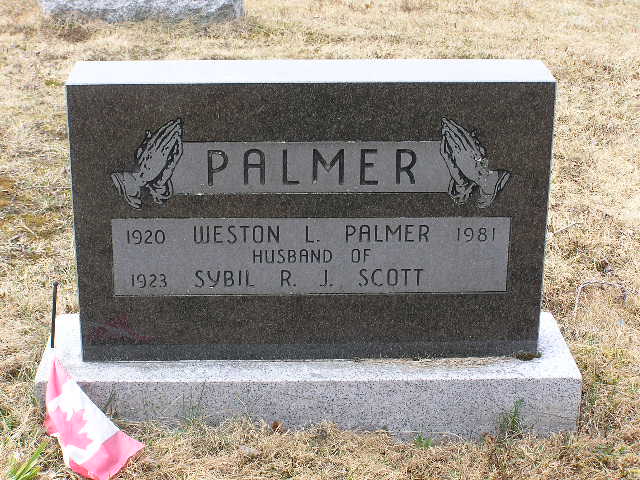 PALMER
1920 WESTON L. PALMER 1981
HUSBAND OF
1923 SYBIL R. J. SCOTT